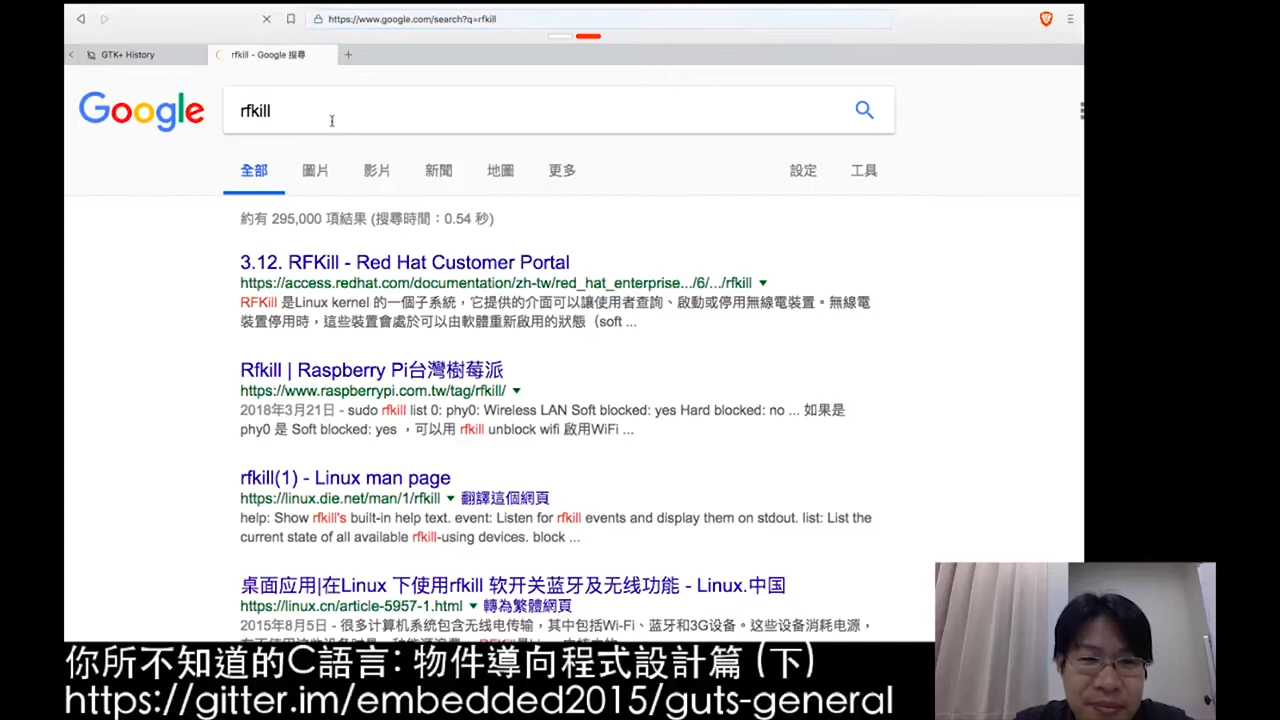 https://www.google.com/search?q=rfkill
GTK+ History
rfkill - Google 搜尋
Google
rfkill
全部 圖片 影片 新聞 地圖 更多 設定 工具
約有 295,000 項結果 (搜尋時間：0.54 秒)
3.12. RFKill - Red Hat Customer Portal
https://access.redhat.com/documentation/zh-tw/red_hat_enterprise.../6/.../rfkill
RFKill 是Linux kernel 的一個子系統，它提供的介面可以讓使用者查詢、啟動或停用無線電裝置。無線電
裝置停用時，這些裝置會處於可以由軟體重新啟用的狀態（soft ...
Rfkill | Raspberry Pi台灣樹莓派
https://www.raspberrypi.com.tw/tag/rfkill/
2018年3月21日 - sudo rfkill list 0: phy0: Wireless LAN Soft blocked: yes Hard blocked: no ... 如果是
phy0 是 Soft blocked: yes ，可以用 rfkill unblock wifi 啟用WiFi ...
rfkill(1) - Linux man page
https://linux.die.net/man/1/rfkill 翻譯這個網頁
help: Show rfkill's built-in help text. event: Listen for rfkill events and display them on stdout. list: List the
current state of all available rfkill-using devices. block ...
桌面应用|在Linux 下使用rfkill 软开关蓝牙及无线功能 - Linux.中国
https://linux.cn/article-5957-1.html 轉為繁體網頁
2015年8月5日 - 很多计算机系统包含无线电传输，其中包括Wi-Fi、蓝牙和3G设备。这些设备消耗电源，
你所不知道的C語言: 物件導向程式設計篇 (下)
https://gitter.im/embedded2015/guts-general